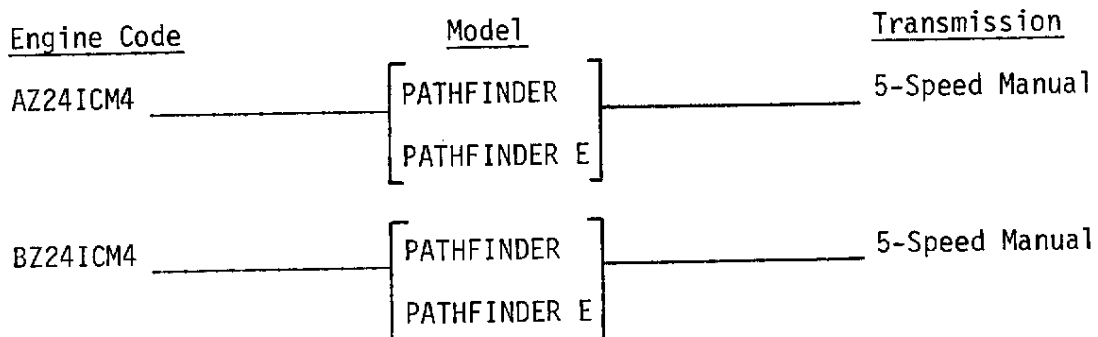 Engine Code Model Transmission
AZ24ICM4 PATHFINDER 5-Speed Manual
PATHFINDER E
BZ24ICM4 PATHFINDER 5-Speed Manual
PATHFINDER E